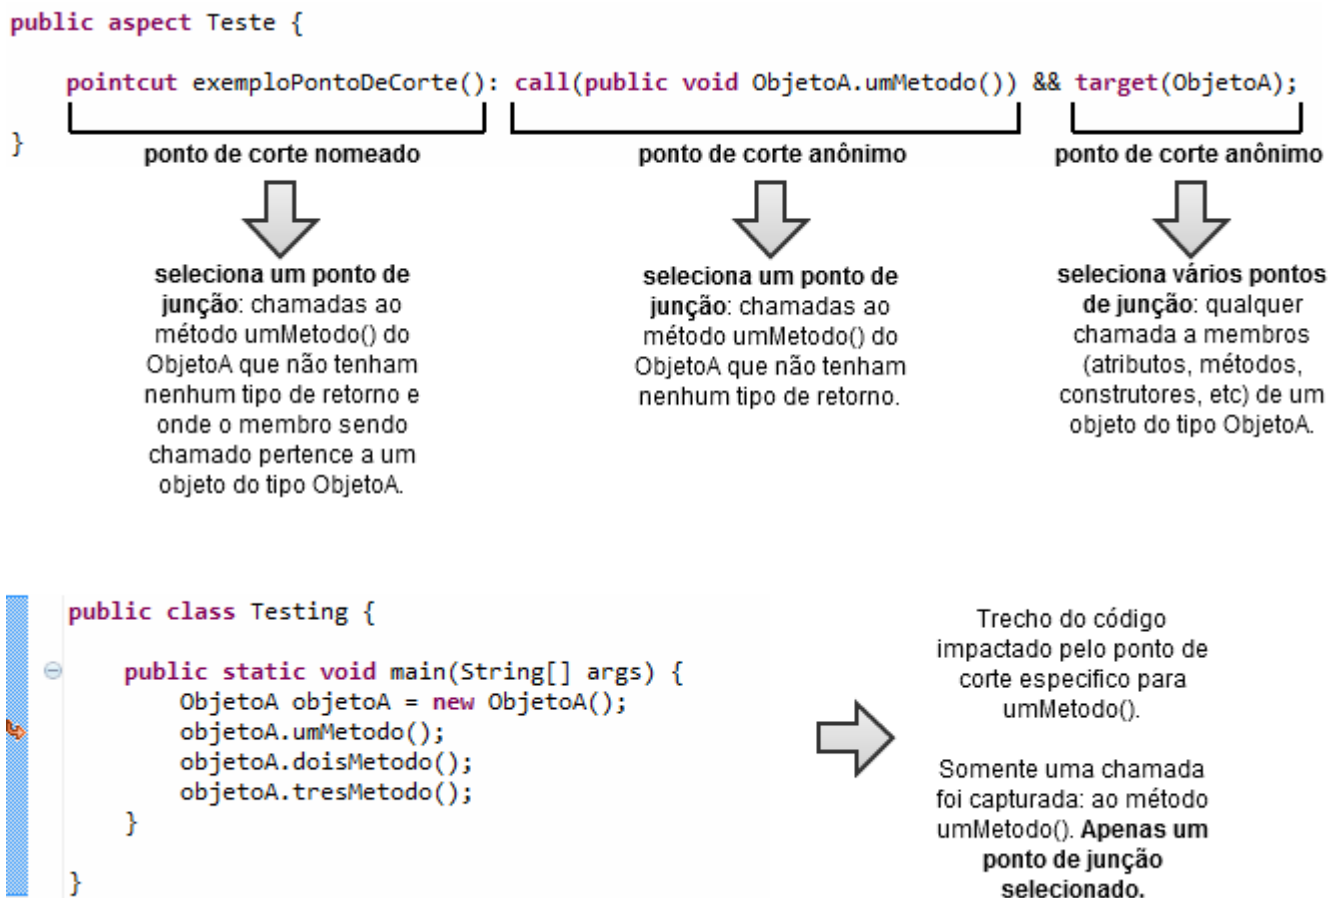 public aspect Teste {
pointcut exemploPontoDeCorte(): call(public void ObjetoA.umMetodo()) && target(ObjetoA);
}
ponto de corte nomeado
ponto de corte anônimo
ponto de corte anônimo
seleciona um ponto de
junção: chamadas ao
método umMetodo() do
ObjetoA que não tenham
nenhum tipo de retorno e
onde o membro sendo
chamado pertence a um
objeto do tipo ObjetoA.
seleciona um ponto de
junção: chamadas ao
método umMetodo() do
ObjetoA que não tenham
nenhum tipo de retorno.
seleciona vários pontos
de junção: qualquer
chamada a membros
(atributos, métodos,
construtores, etc) de um
objeto do tipo ObjetoA.
public class Testing {
public static void main(String[] args) {
ObjetoA objetoA = new ObjetoA();
objetoA.umMetodo();
objetoA.doisMetodo();
objetoA.tresMetodo();
}
}
Trecho do código
impactado pelo ponto de
corte especifico para
umMetodo().
Somente uma chamada
foi capturada: ao método
umMetodo(). Apenas um
ponto de junção
selecionado.